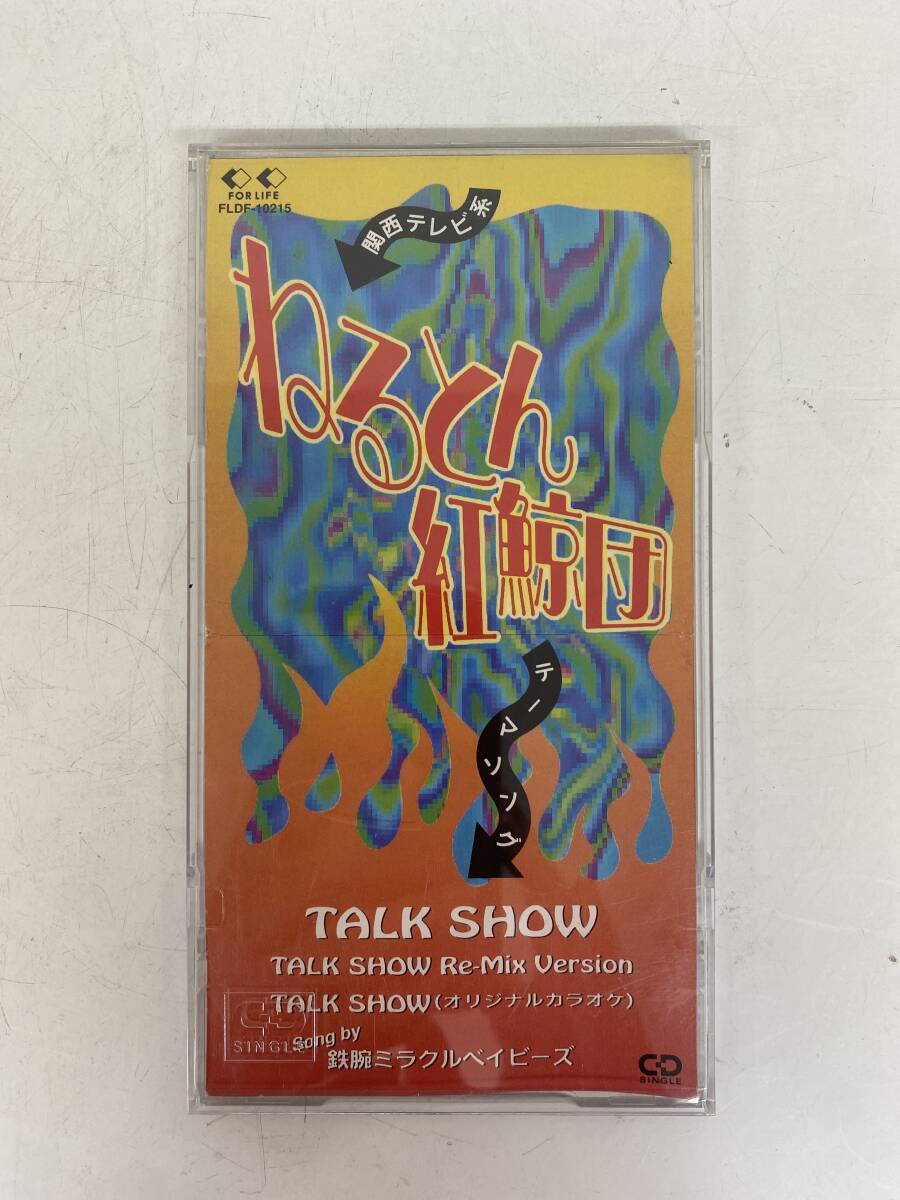 FOR LIFE
FLDF-10215
関西テレビ系
ねるとん
紅鯨団
テーマソング
TALK SHOW
TALK SHOW Re-Mix Version
TALK SHOW(オリジナルカラオケ)
Song by
鉄腕ミラクルベイビーズ
CD
SINGLE
CD
SINGLE